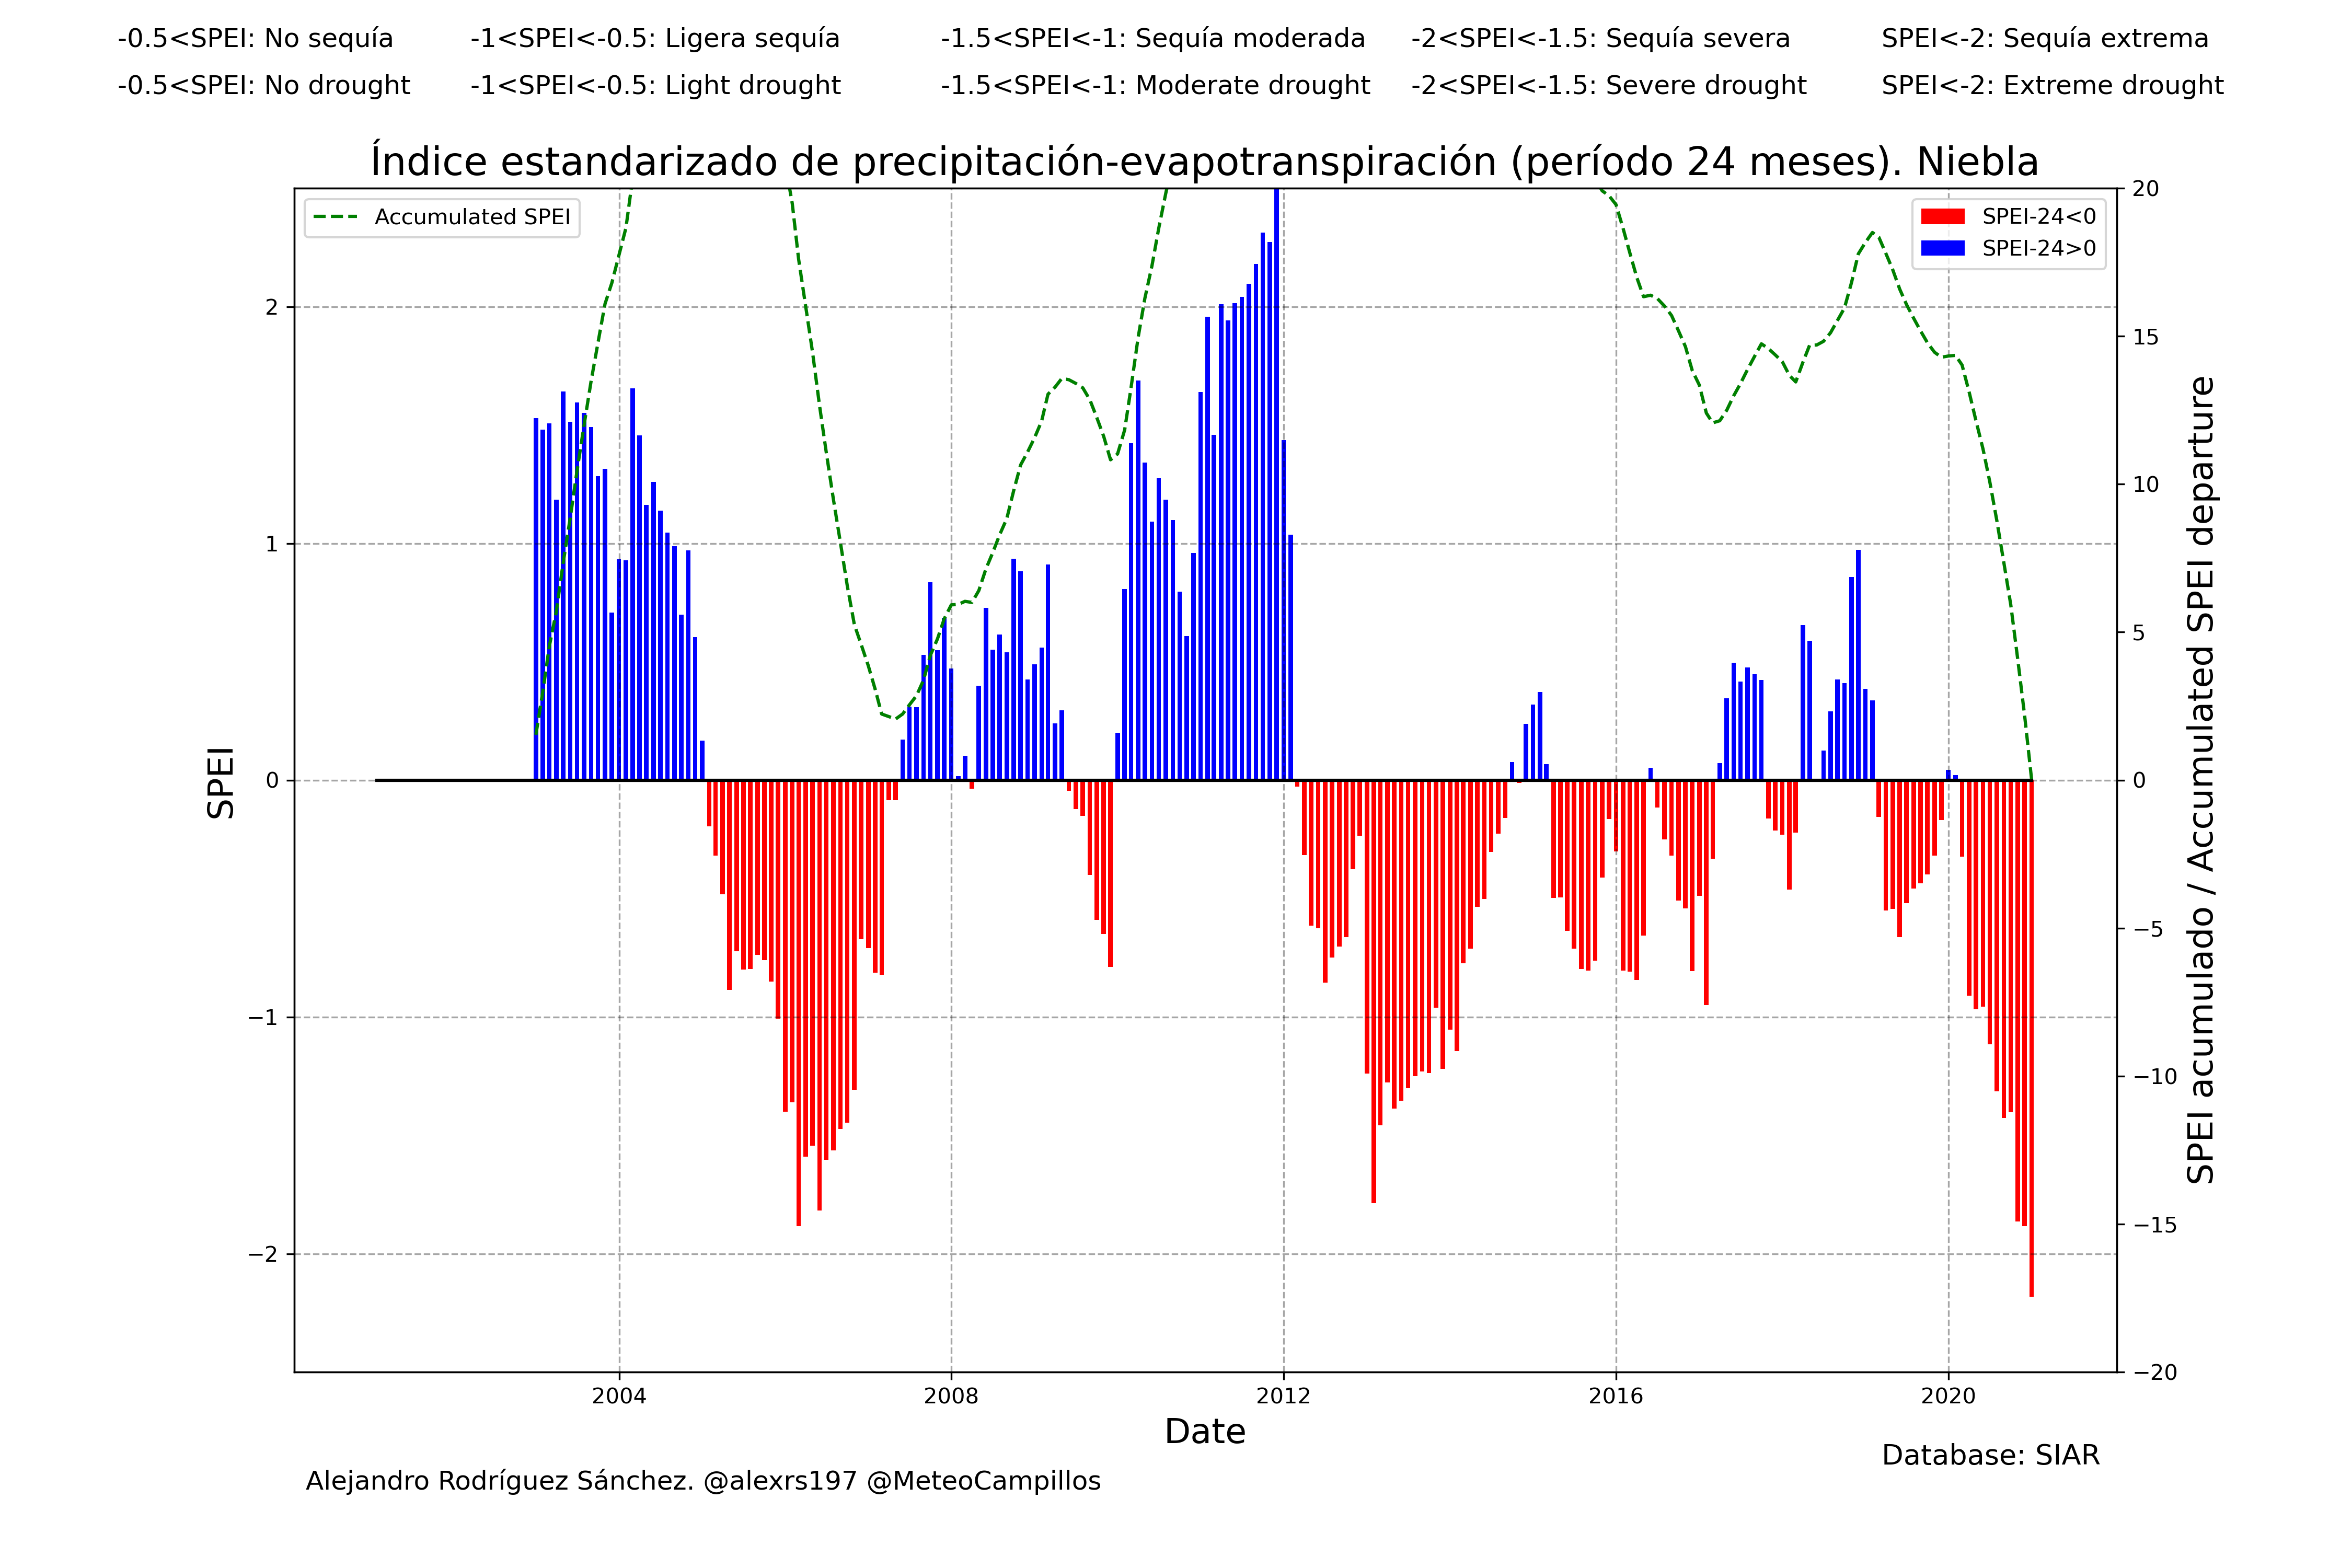 -0.5<SPEI: No sequía -1<SPEI<-0.5: Ligera sequía -1.5<SPEI<-1: Sequía moderada -2<SPEI<-1.5: Sequía severa SPEI<-2: Sequía extrema
-0.5<SPEI: No drought -1<SPEI<-0.5: Light drought -1.5<SPEI<-1: Moderate drought -2<SPEI<-1.5: Severe drought SPEI<-2: Extreme drought
Índice estandarizado de precipitación-evapotranspiración (período 24 meses). Niebla
Accumulated SPEI
SPEI-24<0
SPEI-24>0
SPEI
2
1
0
−1
−2
20
15
10
5
0
−5
−10
−15
−20
SPEI acumulado / Accumulated SPEI departure
2004 2008 2012 2016 2020
Date
Database: SIAR
Alejandro Rodríguez Sánchez. @alexrs197 @MeteoCampillos